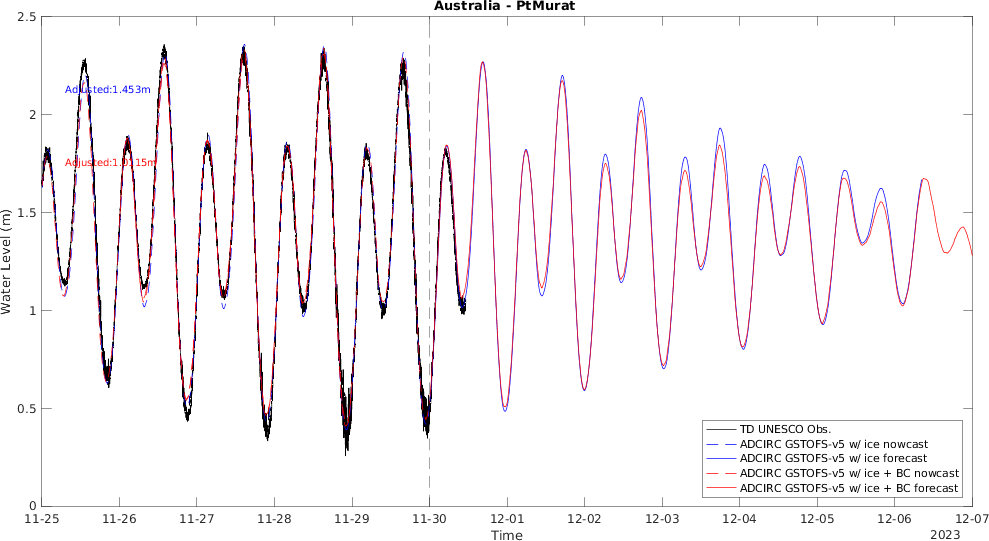 Australia - PtMurat
2.5
2
1.5
1
0.5
0
Water Level (m)
Adjusted:1.453m
TD UNESCO Obs.
ADCIRC GSTOFS-v5 w/ ice nowcast
ADCIRC GSTOFS-v5 w/ ice forecast
ADCIRC GSTOFS-v5 w/ ice + BC nowcast
ADCIRC GSTOFS-v5 w/ ice + BC forecast
11-25 11-26 11-27 11-28 11-29 11-30 12-01 12-02 12-03 12-04 12-05 12-06 12-07
Time
2023